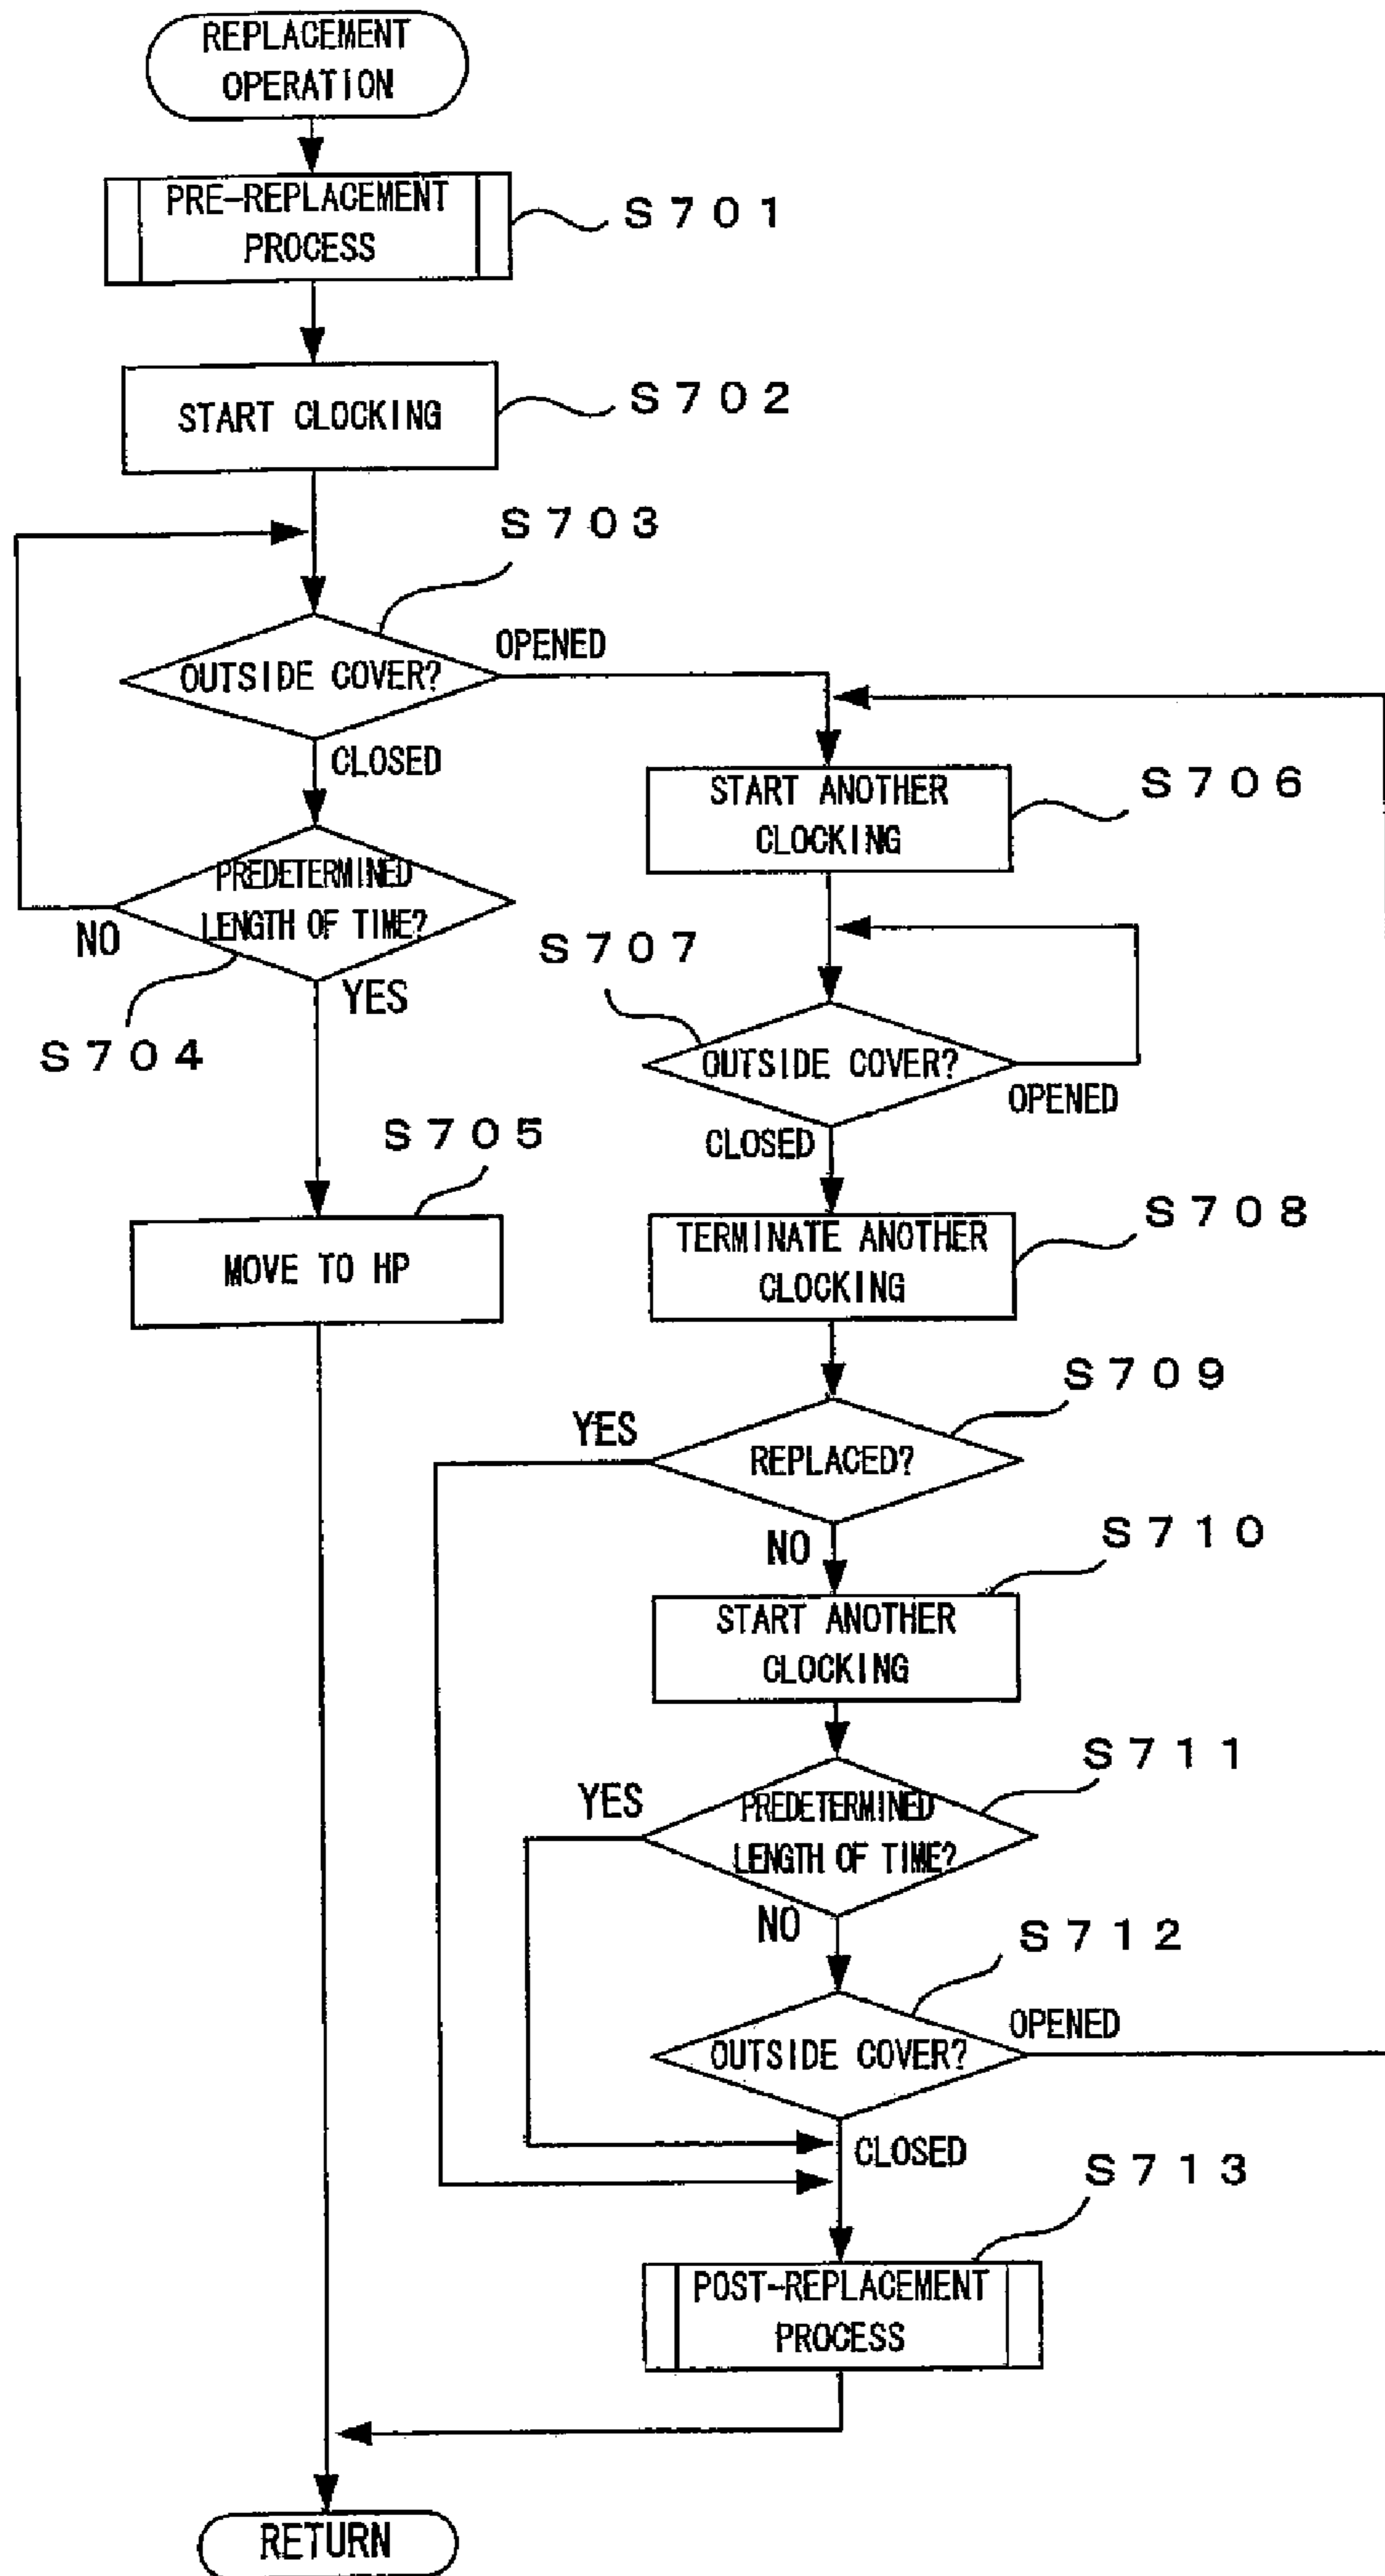 REPLACEMENT
OPERATION
PRE-REPLACEMENT
PROCESS
S701
START CLOCKING
S702
S703
OUTSIDE COVER?
OPENED
CLOSED
PREDETERMINED
LENGTH OF TIME?
NO
YES
S704
S705
MOVE TO HP
START ANOTHER
CLOCKING
S706
S707
OUTSIDE COVER?
OPENED
CLOSED
TERMINATE ANOTHER
CLOCKING
S708
S709
YES
REPLACED?
NO
S710
START ANOTHER
CLOCKING
S711
YES
PREDETERMINED
LENGTH OF TIME?
NO
S712
OPENED
OUTSIDE COVER?
CLOSED
S713
POST-REPLACEMENT
PROCESS
RETURN